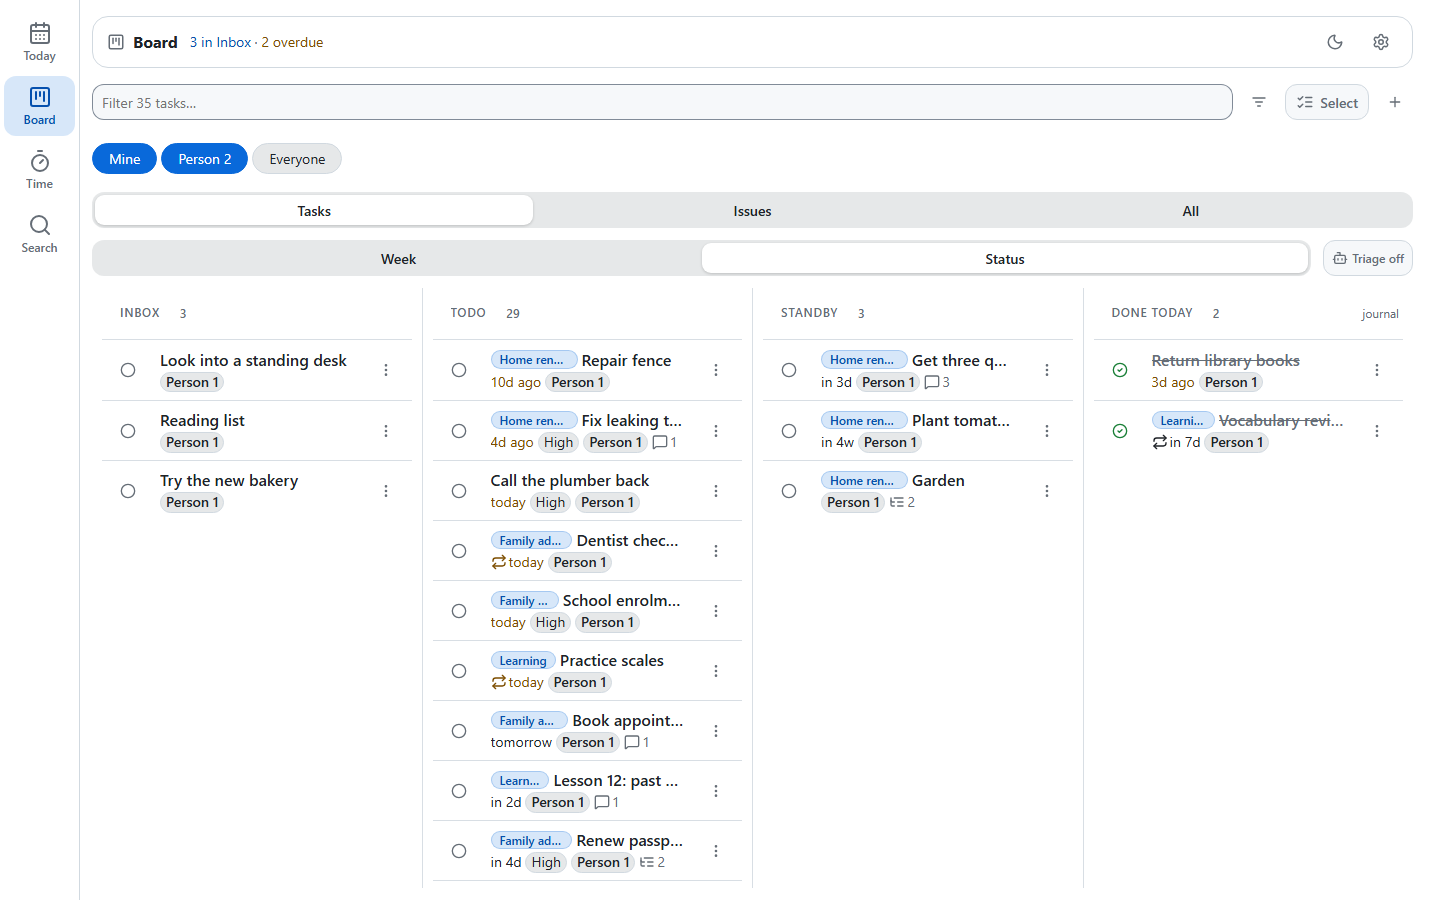 Today
Board
Time
Search
Board 3 in Inbox · 2 overdue
Filter 35 tasks...
Select
Mine Person 2 Everyone
Tasks Issues All
Week Status
Triage off
INBOX 3
Look into a standing desk
Person 1
Reading list
Person 1
Try the new bakery
Person 1
TODO 29
Home ren... Repair fence
10d ago Person 1
Home ren... Fix leaking t...
4d ago High Person 1 1
Call the plumber back
today High Person 1
Family ad... Dentist chec...
today Person 1
Family ... School enrolm...
today High Person 1
Learning Practice scales
today Person 1
Family a... Book appoint...
tomorrow Person 1 1
Learn... Lesson 12: past ...
in 2d Person 1 1
Family ad... Renew passp...
in 4d High Person 1 2
STANDBY 3
Home ren... Get three q...
in 3d Person 1 3
Home ren... Plant tomat...
in 4w Person 1
Home ren... Garden
Person 1 2
DONE TODAY 2 journal
Return library books
3d ago Person 1
Learni... Vocabulary revi...
in 7d Person 1